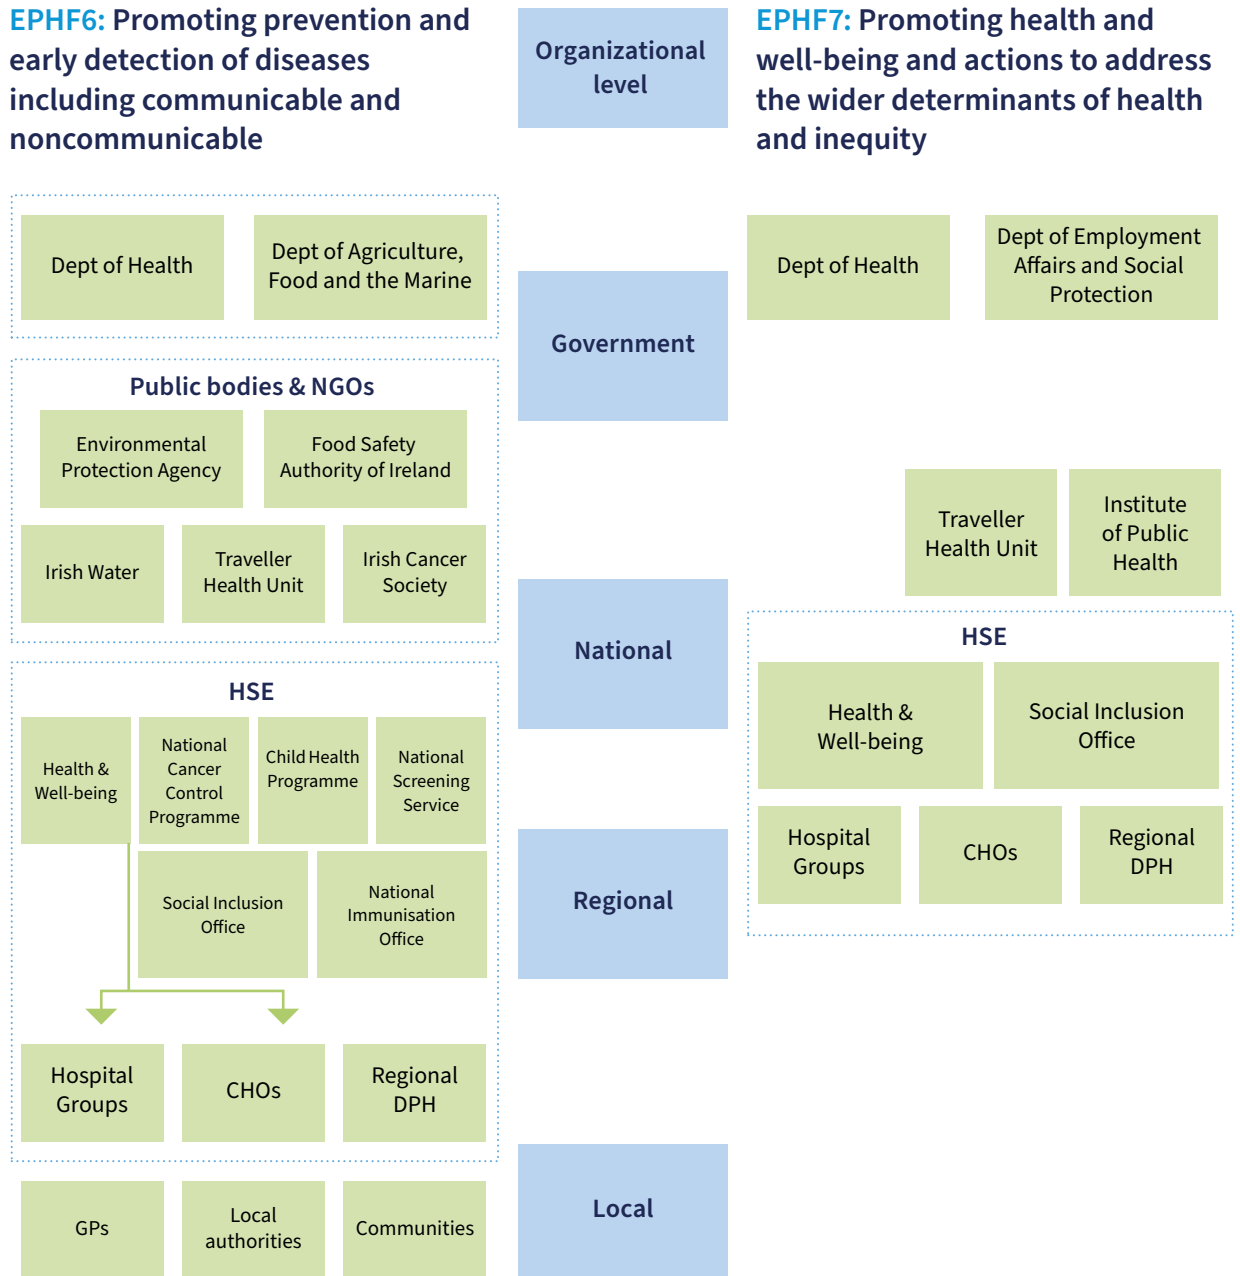 EPHF6: Promoting prevention and
early detection of diseases
including communicable and
noncommunicable
Organizational
level
EPHF7: Promoting health and
well-being and actions to address
the wider determinants of health
and inequity
Dept of Health
Dept of Agriculture,
Food and the Marine
Government
Dept of Health
Dept of Employment
Affairs and Social
Protection
Public bodies & NGOs
Environmental
Protection Agency
Food Safety
Authority of Ireland
Irish Water
Traveller
Health Unit
Irish Cancer
Society
National
Traveller
Health Unit
Institute
of Public
Health
HSE
Health &
Well-being
National
Cancer
Control
Programme
Child Health
Programme
National
Screening
Service
Social Inclusion
Office
National
Immunisation
Office
Hospital
Groups
CHOs
Regional
DPH
Regional
HSE
Health &
Well-being
Social Inclusion
Office
Hospital
Groups
CHOs
Regional
DPH
GPs
Local
authorities
Communities
Local